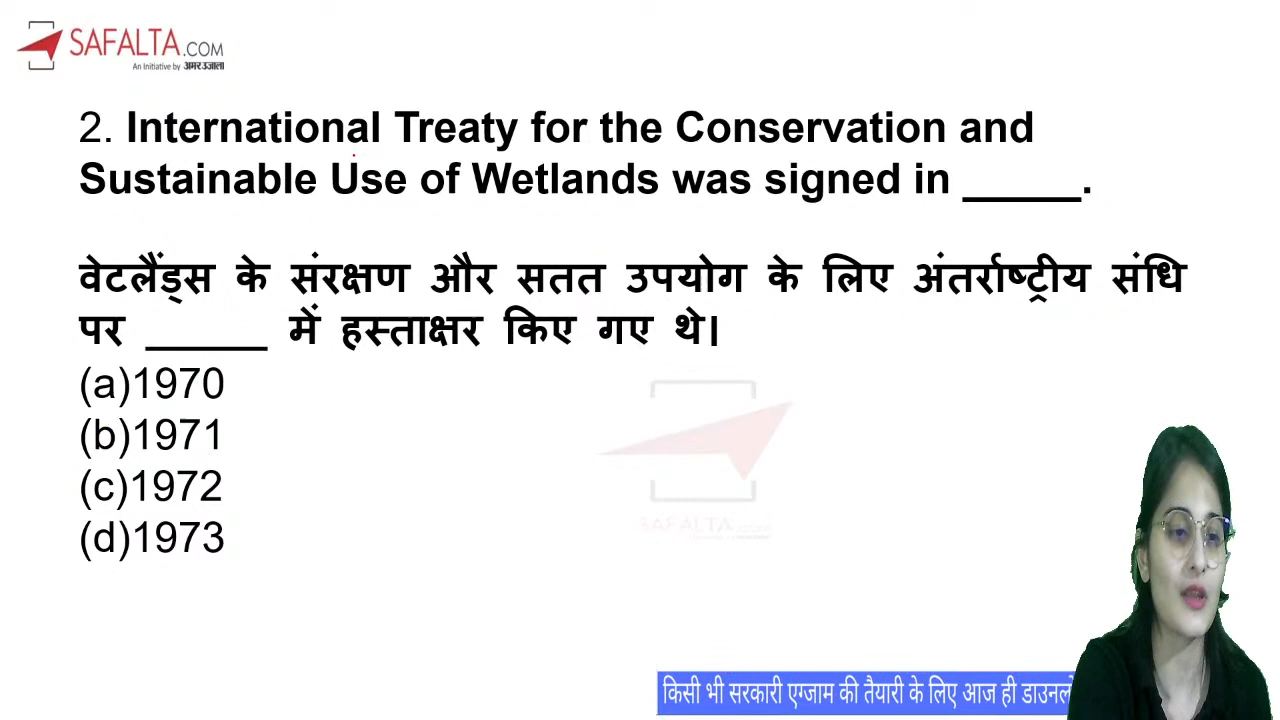 SAFALTA.COM
An Initiative by अमर उजाला
2. International Treaty for the Conservation and
Sustainable Use of Wetlands was signed in _____.
वेटलैंड्स के संरक्षण और सतत उपयोग के लिए अंतर्राष्ट्रीय संधि
पर _____ में हस्ताक्षर किए गए थे।
(a)1970
(b)1971
(c)1972
(d)1973
SAFALTA
किसी भी सरकारी एग्जाम की तैयारी के लिए आज ही